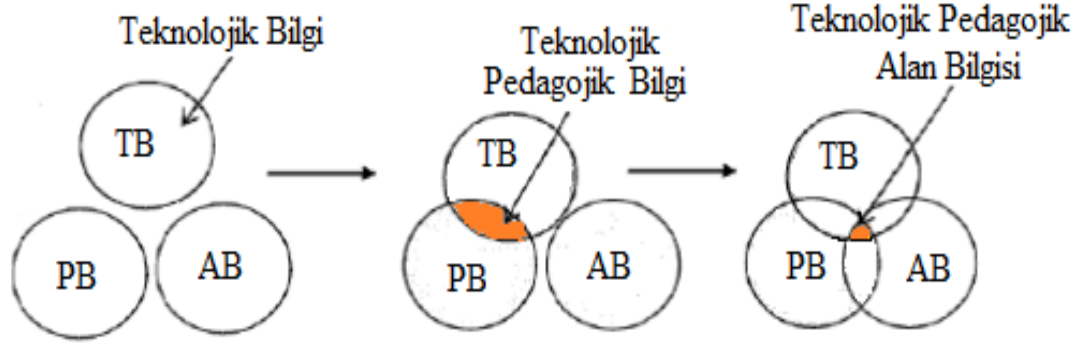 Teknolojik Bilgi
TB
PB
AB
Teknolojik
Pedagojik Bilgi
TB
PB
AB
Teknolojik Pedagojik
Alan Bilgisi
TB
PB
AB